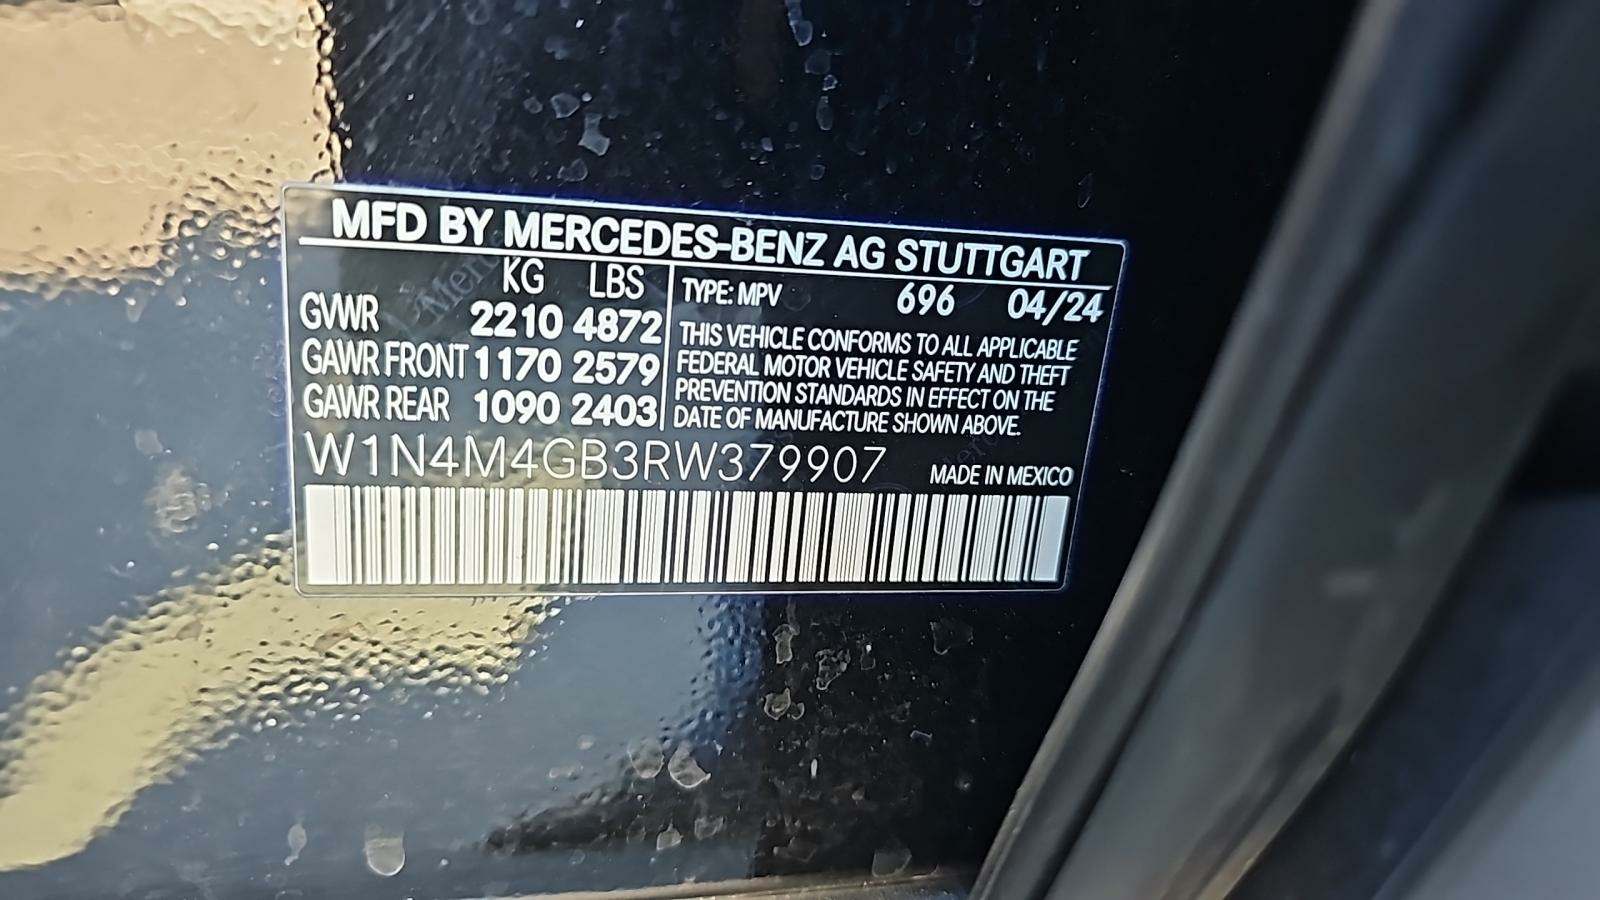 MFD BY MERCEDES-BENZ AG STUTTGART
KG LBS
GVWR 2210 4872
GAWR FRONT 1170 2579
GAWR REAR 1090 2403
TYPE: MPV 696 04/24
THIS VEHICLE CONFORMS TO ALL APPLICABLE
FEDERAL MOTOR VEHICLE SAFETY AND THEFT
PREVENTION STANDARDS IN EFFECT ON THE
DATE OF MANUFACTURE SHOWN ABOVE.
W1N4M4GB3RW379907 MADE IN MEXICO